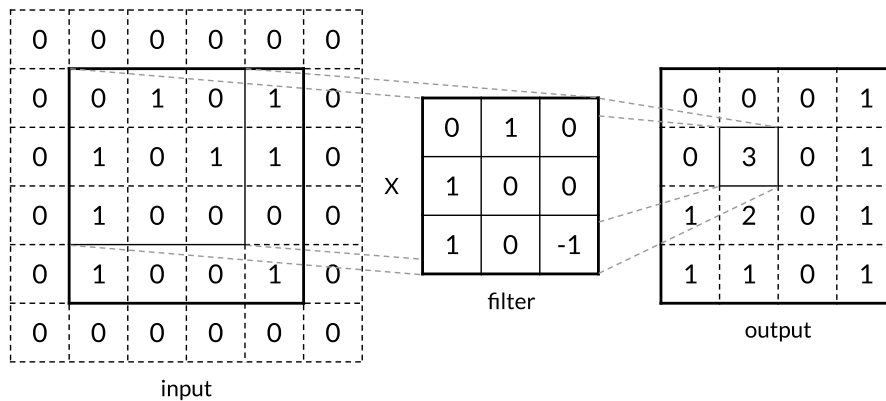 0 0 0 0 0 0
0 0 1 0 1 0
0 1 0 1 1 0
0 1 0 0 0 0
0 1 0 0 1 0
0 0 0 0 0 0
input
X
0 1 0
1 0 0
1 0 -1
filter
0 0 0 1
0 3 0 1
1 2 0 1
1 1 0 1
output